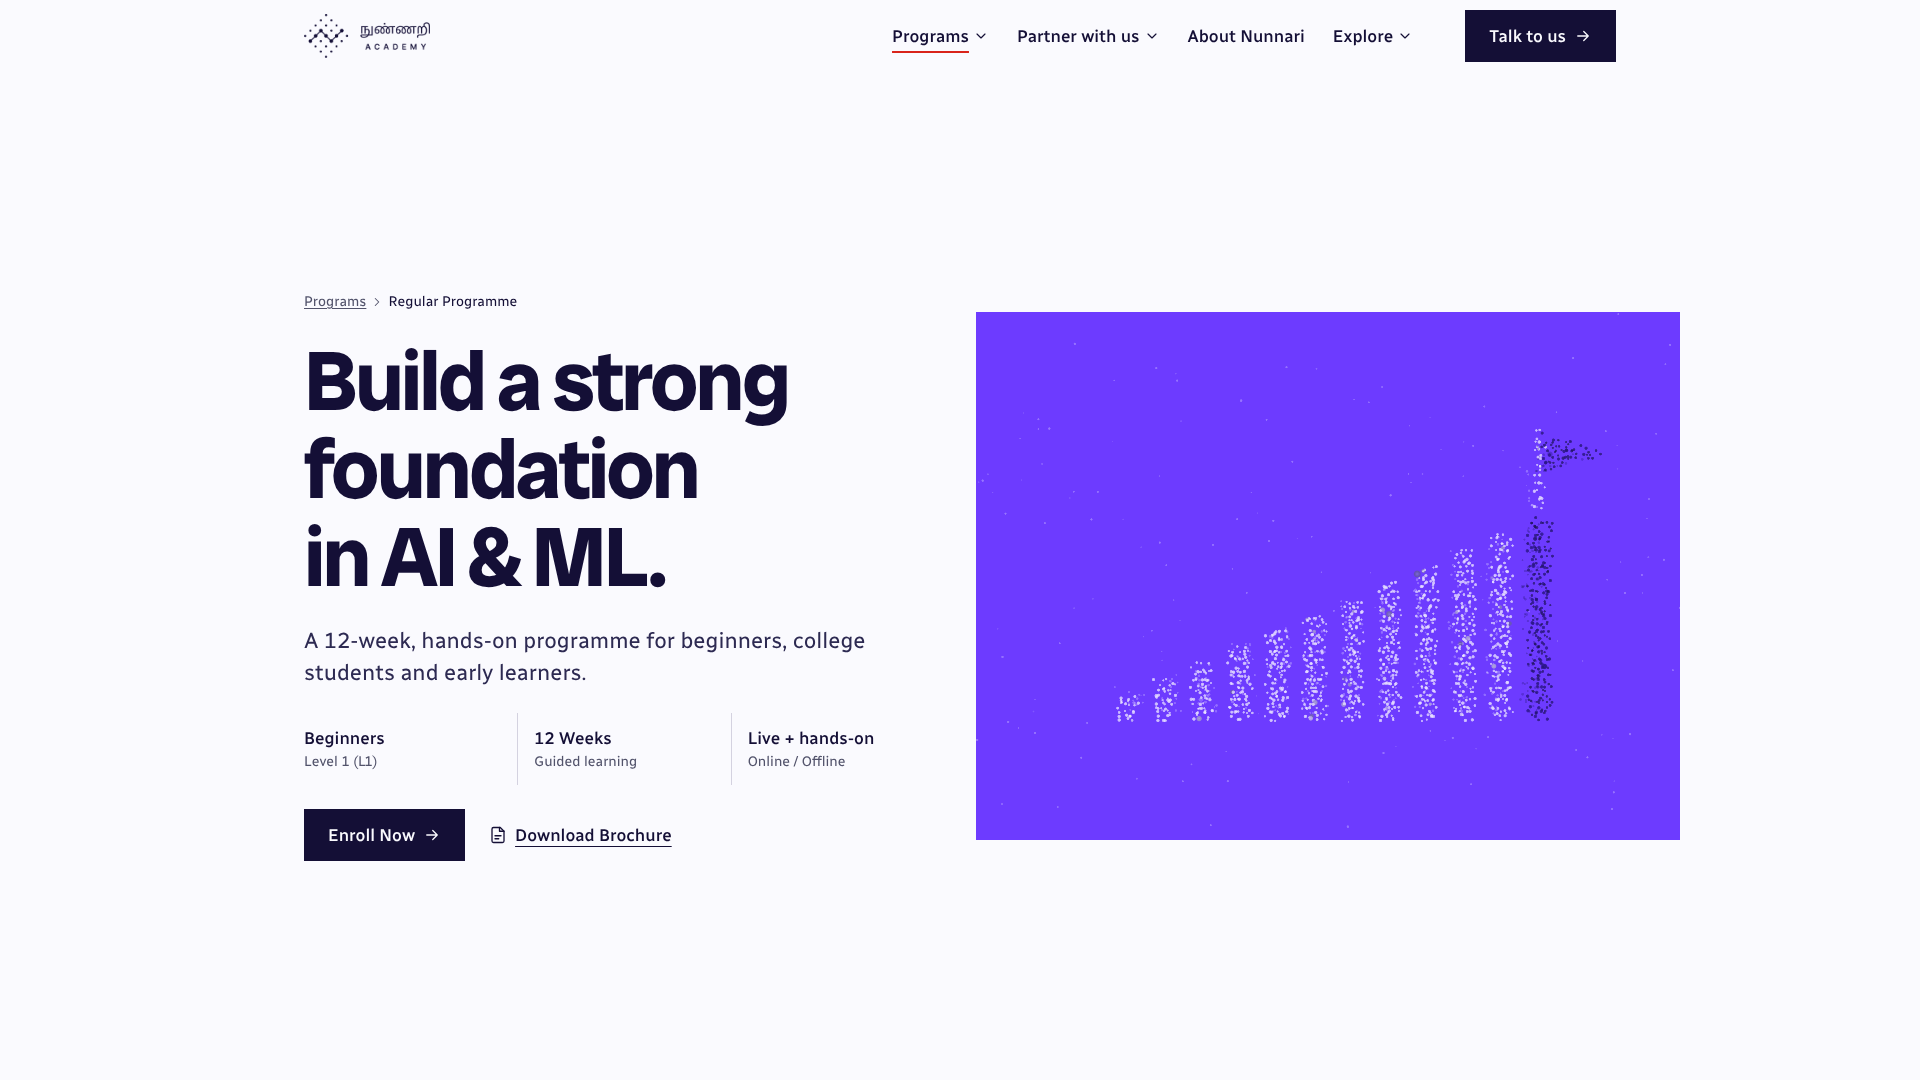 நுண்ணறி
ACADEMY
Programs
Partner with us
About Nunnari
Explore
Talk to us
Programs > Regular Programme
Build a strong
foundation
in AI & ML.
A 12-week, hands-on programme for beginners, college
students and early learners.
Beginners
Level 1 (L1)
12 Weeks
Guided learning
Live + hands-on
Online / Offline
Enroll Now
Download Brochure